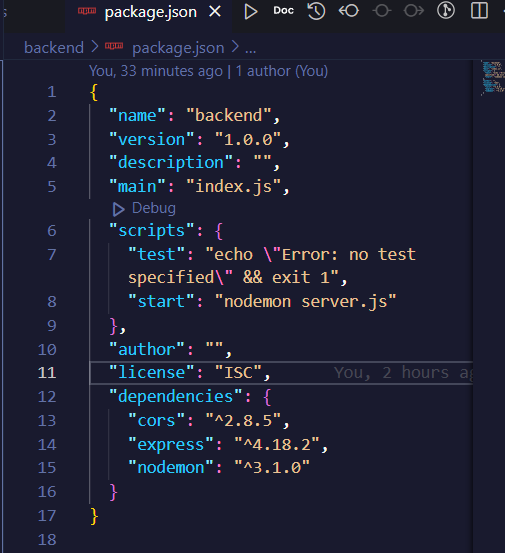 s
package.json
Doc
backend > package.json > ...
You, 33 minutes ago | 1 author (You)
1 {
2 "name": "backend",
3 "version": "1.0.0",
4 "description": "",
5 "main": "index.js",
Debug
6 "scripts": {
7 "test": "echo \"Error: no test
specified\" && exit 1",
8 "start": "nodemon server.js"
9 },
10 "author": "",
11 "license": "ISC", You, 2 hours ag
12 "dependencies": {
13 "cors": "^2.8.5",
14 "express": "^4.18.2",
15 "nodemon": "^3.1.0"
16 }
17 }
18